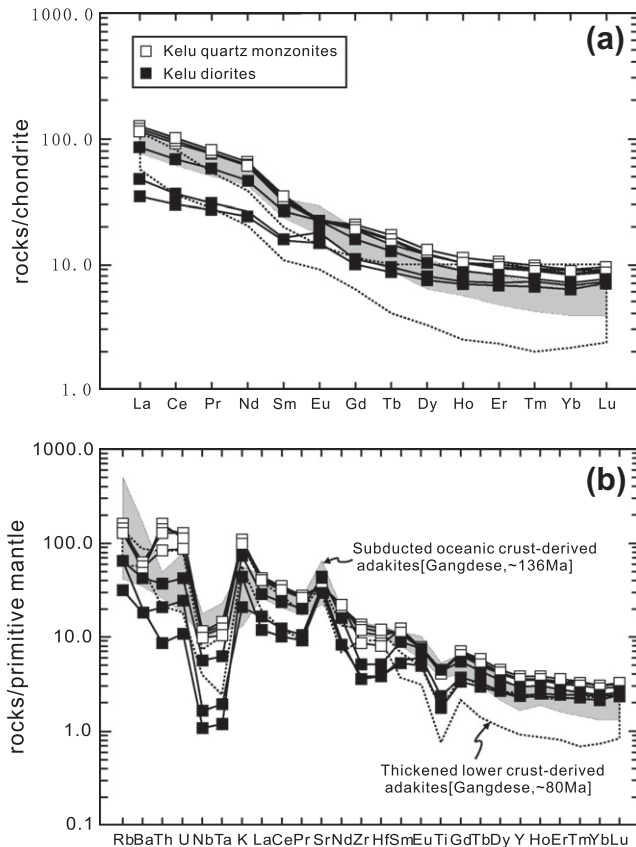 (a)
1000.0
100.0
10.0
1.0
rocks/chondrite
Kelu quartz monzonites
Kelu diorites
La Ce Pr Nd Sm Eu Gd Tb Dy Ho Er Tm Yb Lu
(b)
1000.0
100.0
10.0
1.0
0.1
rocks/primitive mantle
Subducted oceanic crust-derived
adakites[Gangdese,~136Ma]
Thickened lower crust-derived
adakites[Gangdese,~80Ma]
RbBaTh U NbTa K LaCePr SrNdZr HfSmEu TiGdTbDy Y HoErTmYbLu